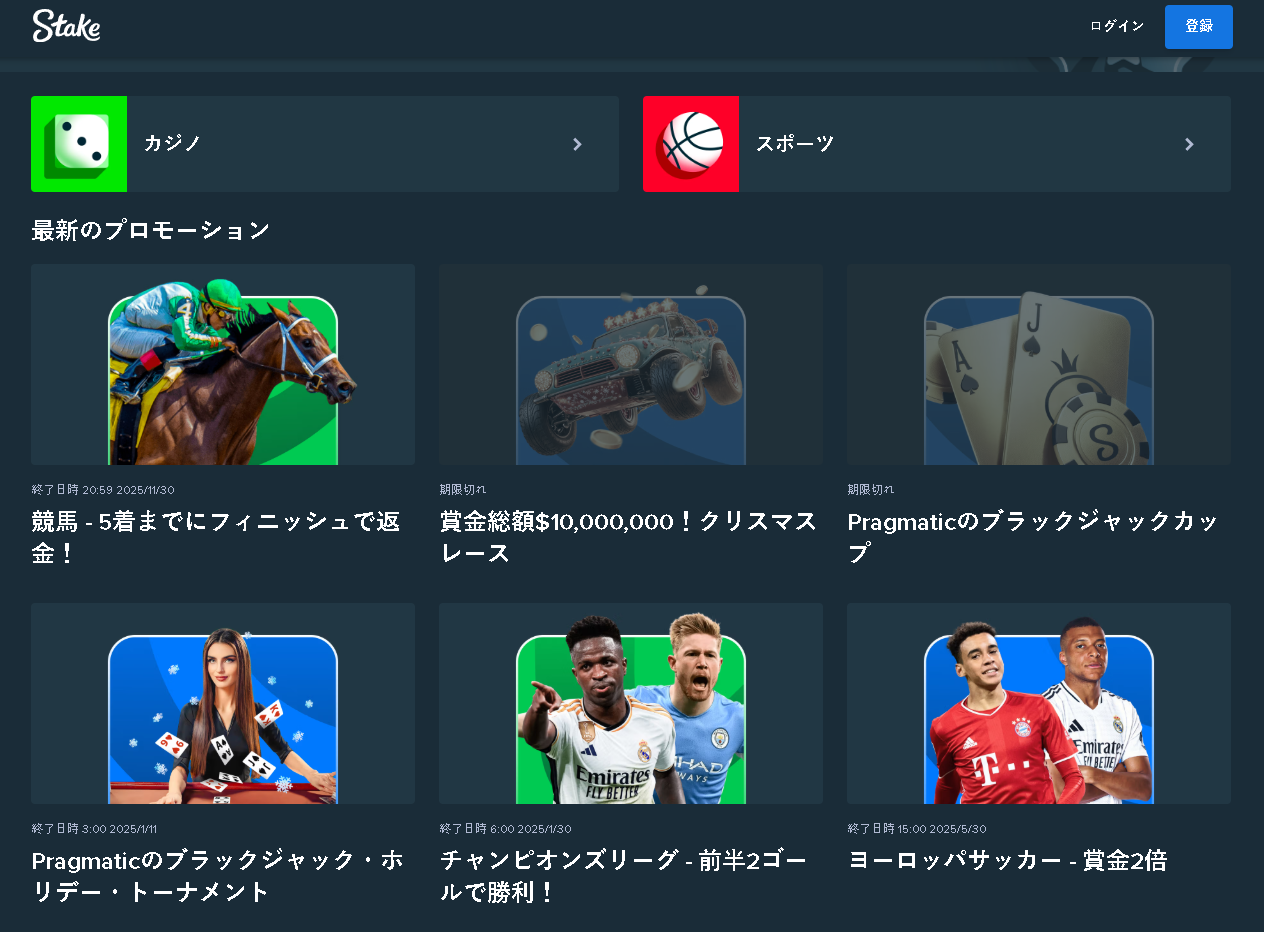 Stake
ログイン
登録
カジノ
スポーツ
最新のプロモーション
4
J
A
S
終了日時 20:59 2025/11/30
競馬 - 5着までにフィニッシュで返
金！
期限切れ
賞金総額$10,000,000！クリスマス
レース
期限切れ
Pragmaticのブラックジャックカッ
プ
Emirates
FLY BETTER
T
Emirates
FLY BETTE
終了日時 3:00 2025/1/11
Pragmaticのブラックジャック・ホ
リデー・トーナメント
終了日時 6:00 2025/1/30
チャンピオンズリーグ - 前半2ゴー
ルで勝利！
終了日時 15:00 2025/5/30
ヨーロッパサッカー - 賞金2倍